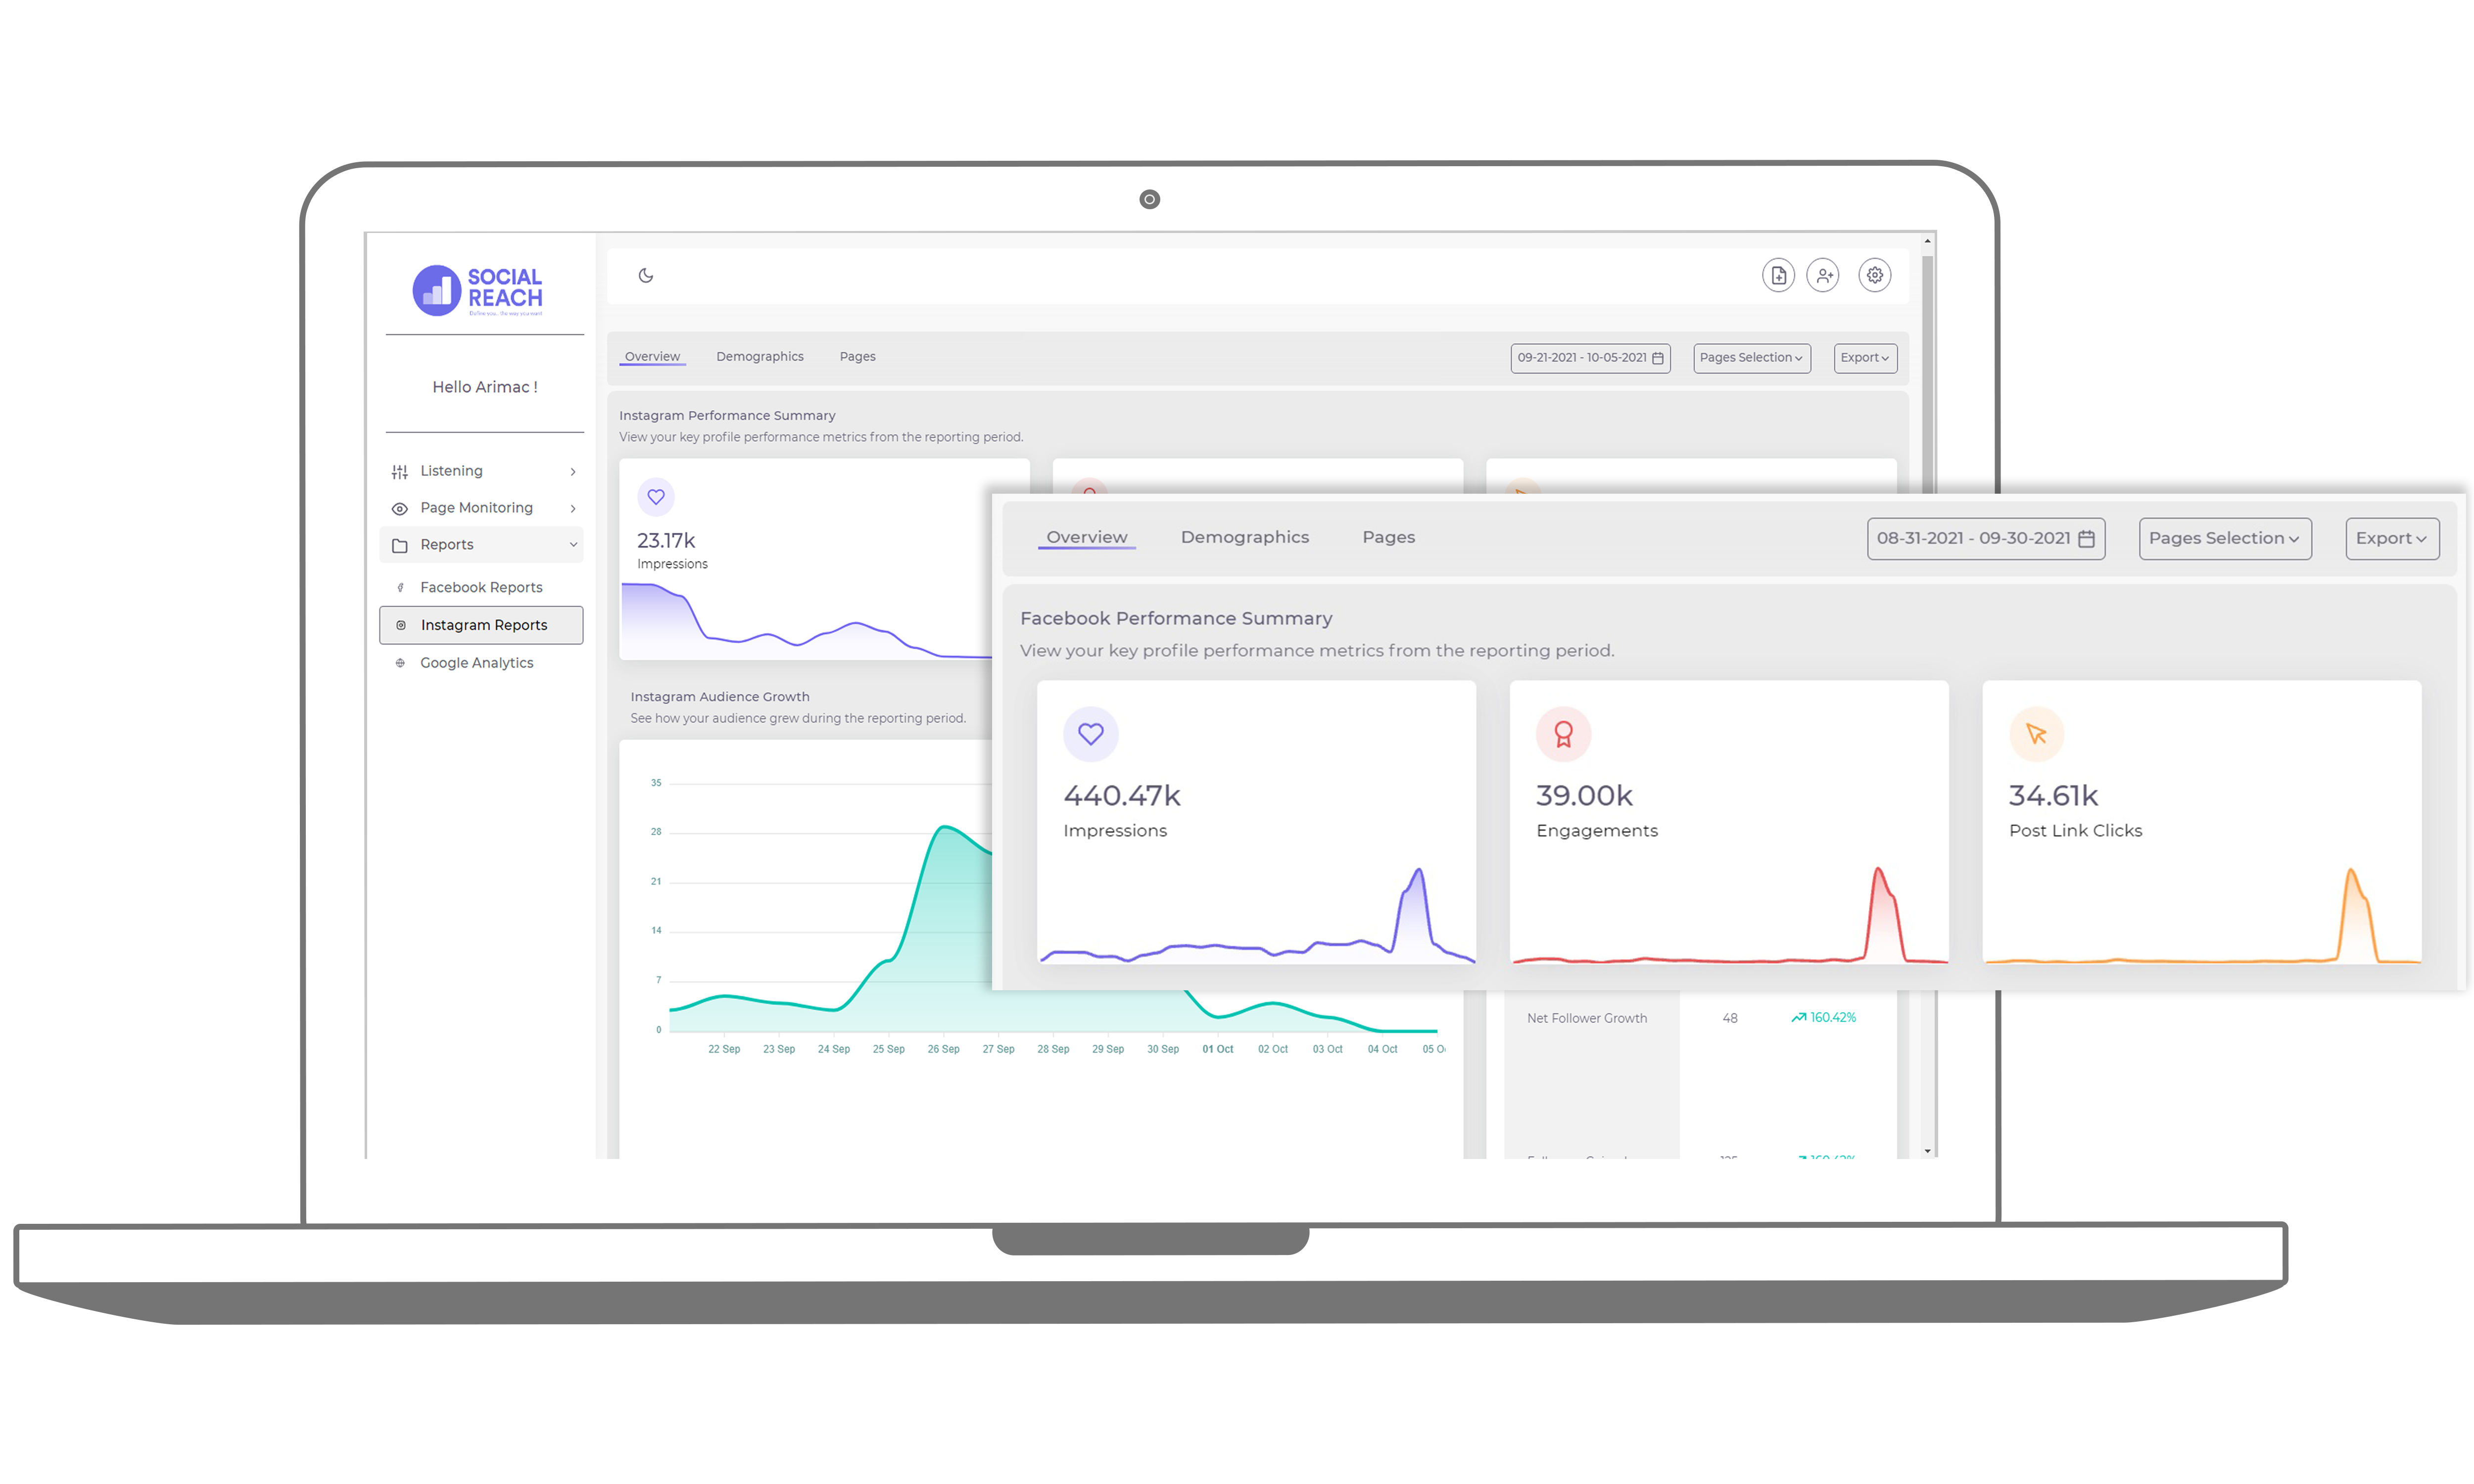 SOCIAL
REACH
Hello Arimac !
Listening
Page Monitoring
Reports
Facebook Reports
Instagram Reports
Google Analytics
Overview Demographics Pages 09-21-2021 - 10-05-2021 Pages Selection Export
Instagram Performance Summary
View your key profile performance metrics from the reporting period.
23.17k
Impressions
Instagram Audience Growth
See how your audience grew during the reporting period.
35
28
21
14
7
0
22 Sep 23 Sep 24 Sep 25 Sep 26 Sep 27 Sep 28 Sep 29 Sep 30 Sep 01 Oct 02 Oct 03 Oct 04 Oct 05
Net Follower Growth 48 160.42%
Overview Demographics Pages 08-31-2021 - 09-30-2021 Pages Selection Export
Facebook Performance Summary
View your key profile performance metrics from the reporting period.
440.47k
Impressions
39.00k
Engagements
34.61k
Post Link Clicks